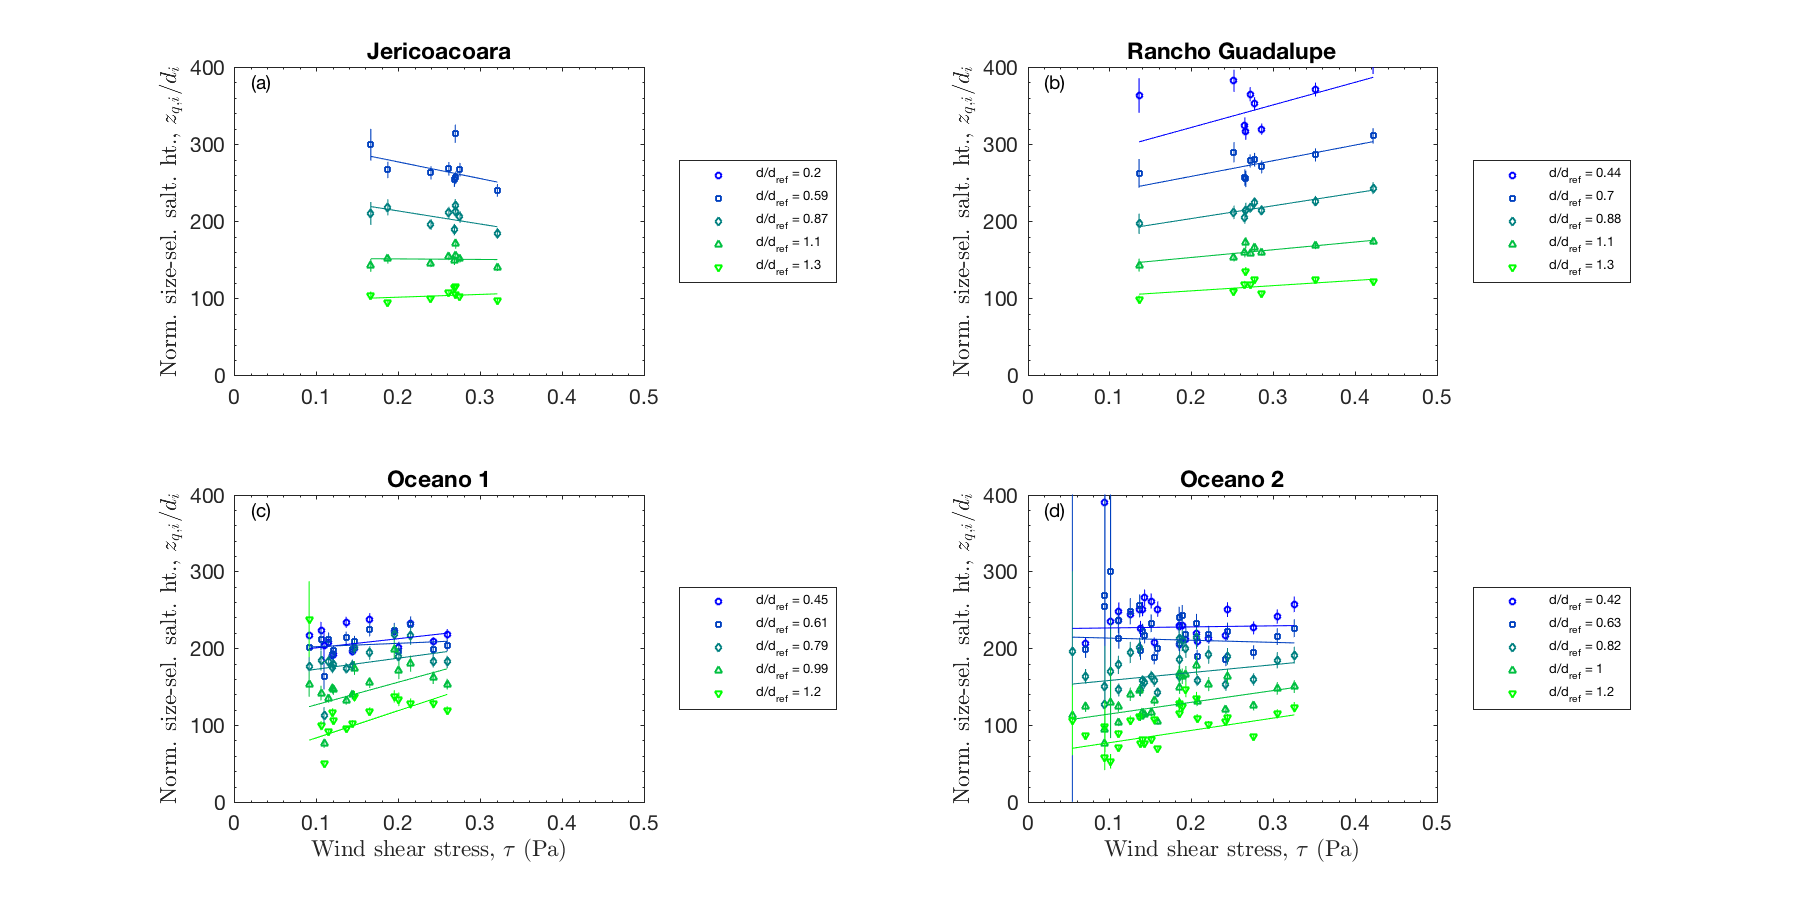 Jericoacoara
(a)
Norm. size-sel. salt. ht., z_{q,i}/d_i
400
300
200
100
0
0 0.1 0.2 0.3 0.4 0.5
d/d_ref = 0.2
d/d_ref = 0.59
d/d_ref = 0.87
d/d_ref = 1.1
d/d_ref = 1.3
Rancho Guadalupe
(b)
Norm. size-sel. salt. ht., z_{q,i}/d_i
400
300
200
100
0
0 0.1 0.2 0.3 0.4 0.5
d/d_ref = 0.44
d/d_ref = 0.7
d/d_ref = 0.88
d/d_ref = 1.1
d/d_ref = 1.3
Oceano 1
(c)
Norm. size-sel. salt. ht., z_{q,i}/d_i
400
300
200
100
0
0 0.1 0.2 0.3 0.4 0.5
Wind shear stress, τ (Pa)
d/d_ref = 0.45
d/d_ref = 0.61
d/d_ref = 0.79
d/d_ref = 0.99
d/d_ref = 1.2
Oceano 2
(d)
Norm. size-sel. salt. ht., z_{q,i}/d_i
400
300
200
100
0
0 0.1 0.2 0.3 0.4 0.5
Wind shear stress, τ (Pa)
d/d_ref = 0.42
d/d_ref = 0.63
d/d_ref = 0.82
d/d_ref = 1
d/d_ref = 1.2